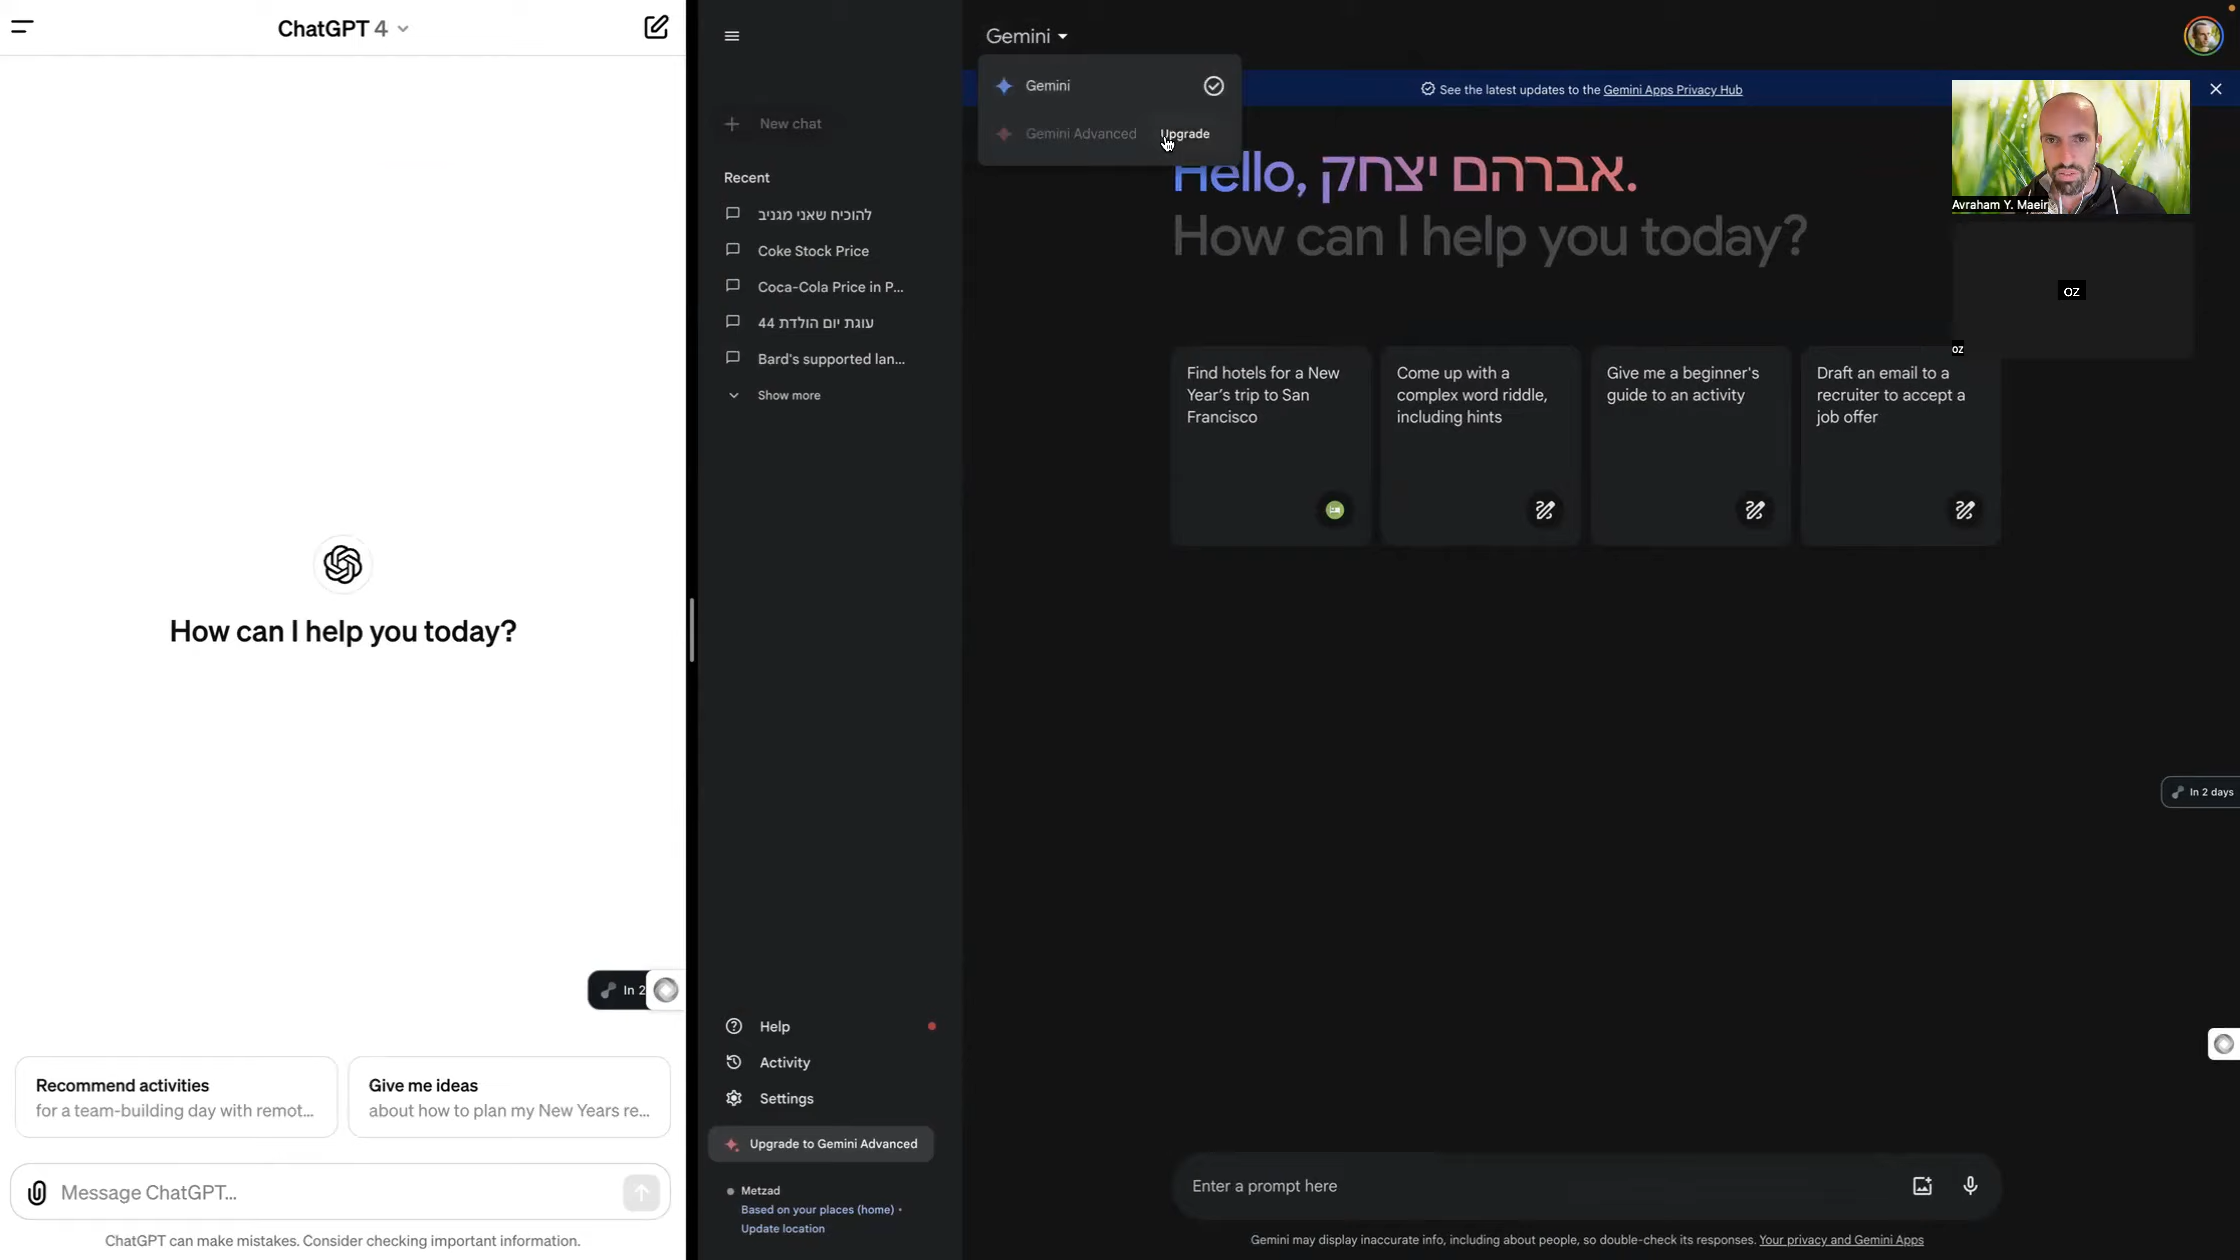 ChatGPT 4
How can I help you today?
In 2
Recommend activities
for a team-building day with remot...
Give me ideas
about how to plan my New Years re...
Message ChatGPT...
ChatGPT can make mistakes. Consider checking important information.
New chat
Recent
להוכיח שאני מגניב
Coke Stock Price
Coca-Cola Price in P...
עוגת יום הולדת 44
Bard's supported lan...
Show more
Help
Activity
Settings
Upgrade to Gemini Advanced
Metzad
Based on your places (home) •
Update location
Gemini
Gemini
Gemini Advanced Upgrade
See the latest updates to the Gemini Apps Privacy Hub
Hello, אברהם יצחק.
How can I help you today?
Find hotels for a New
Year's trip to San
Francisco
Come up with a
complex word riddle,
including hints
Give me a beginner's
guide to an activity
Draft an email to a
recruiter to accept a
job offer
Avraham Y. Maeir
OZ
OZ
In 2 days
Enter a prompt here
Gemini may display inaccurate info, including about people, so double-check its responses. Your privacy and Gemini Apps